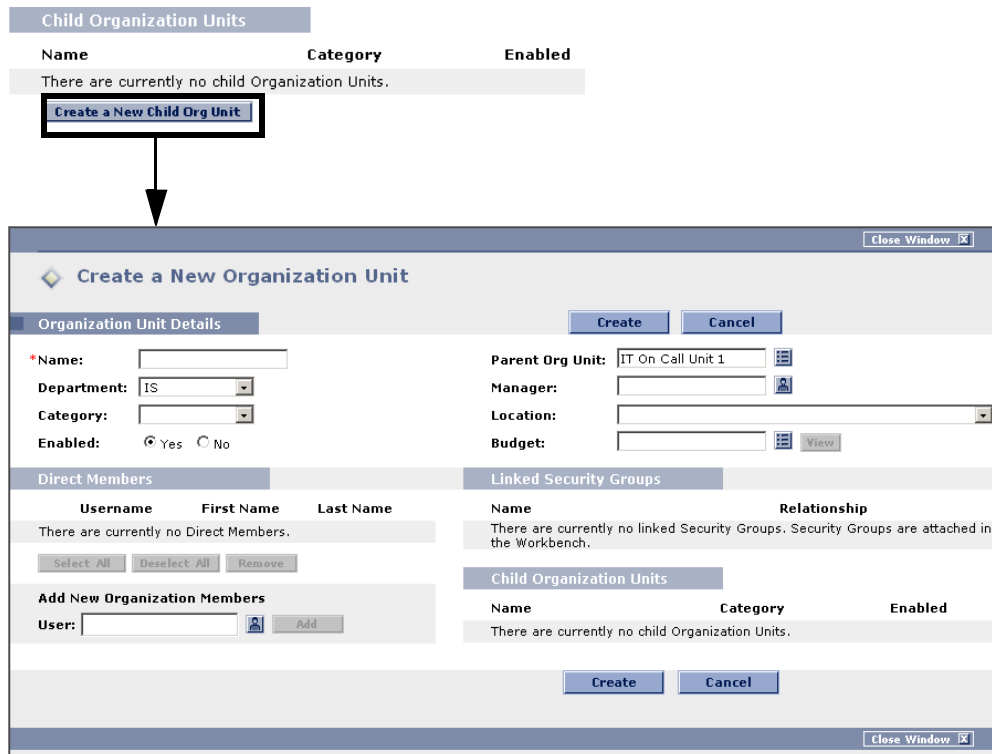 Child Organization Units
Name Category Enabled
There are currently no child Organization Units.
Create a New Child Org Unit
Close Window
Create a New Organization Unit
Organization Unit Details
Create Cancel
*Name:
Department: IS
Category:
Enabled: Yes No
Parent Org Unit: IT On Call Unit 1
Manager:
Location:
Budget: View
Direct Members
Username First Name Last Name
There are currently no Direct Members.
Select All Deselect All Remove
Add New Organization Members
User: Add
Linked Security Groups
Name Relationship
There are currently no linked Security Groups. Security Groups are attached in
the Workbench.
Child Organization Units
Name Category Enabled
There are currently no child Organization Units.
Create Cancel
Close Window